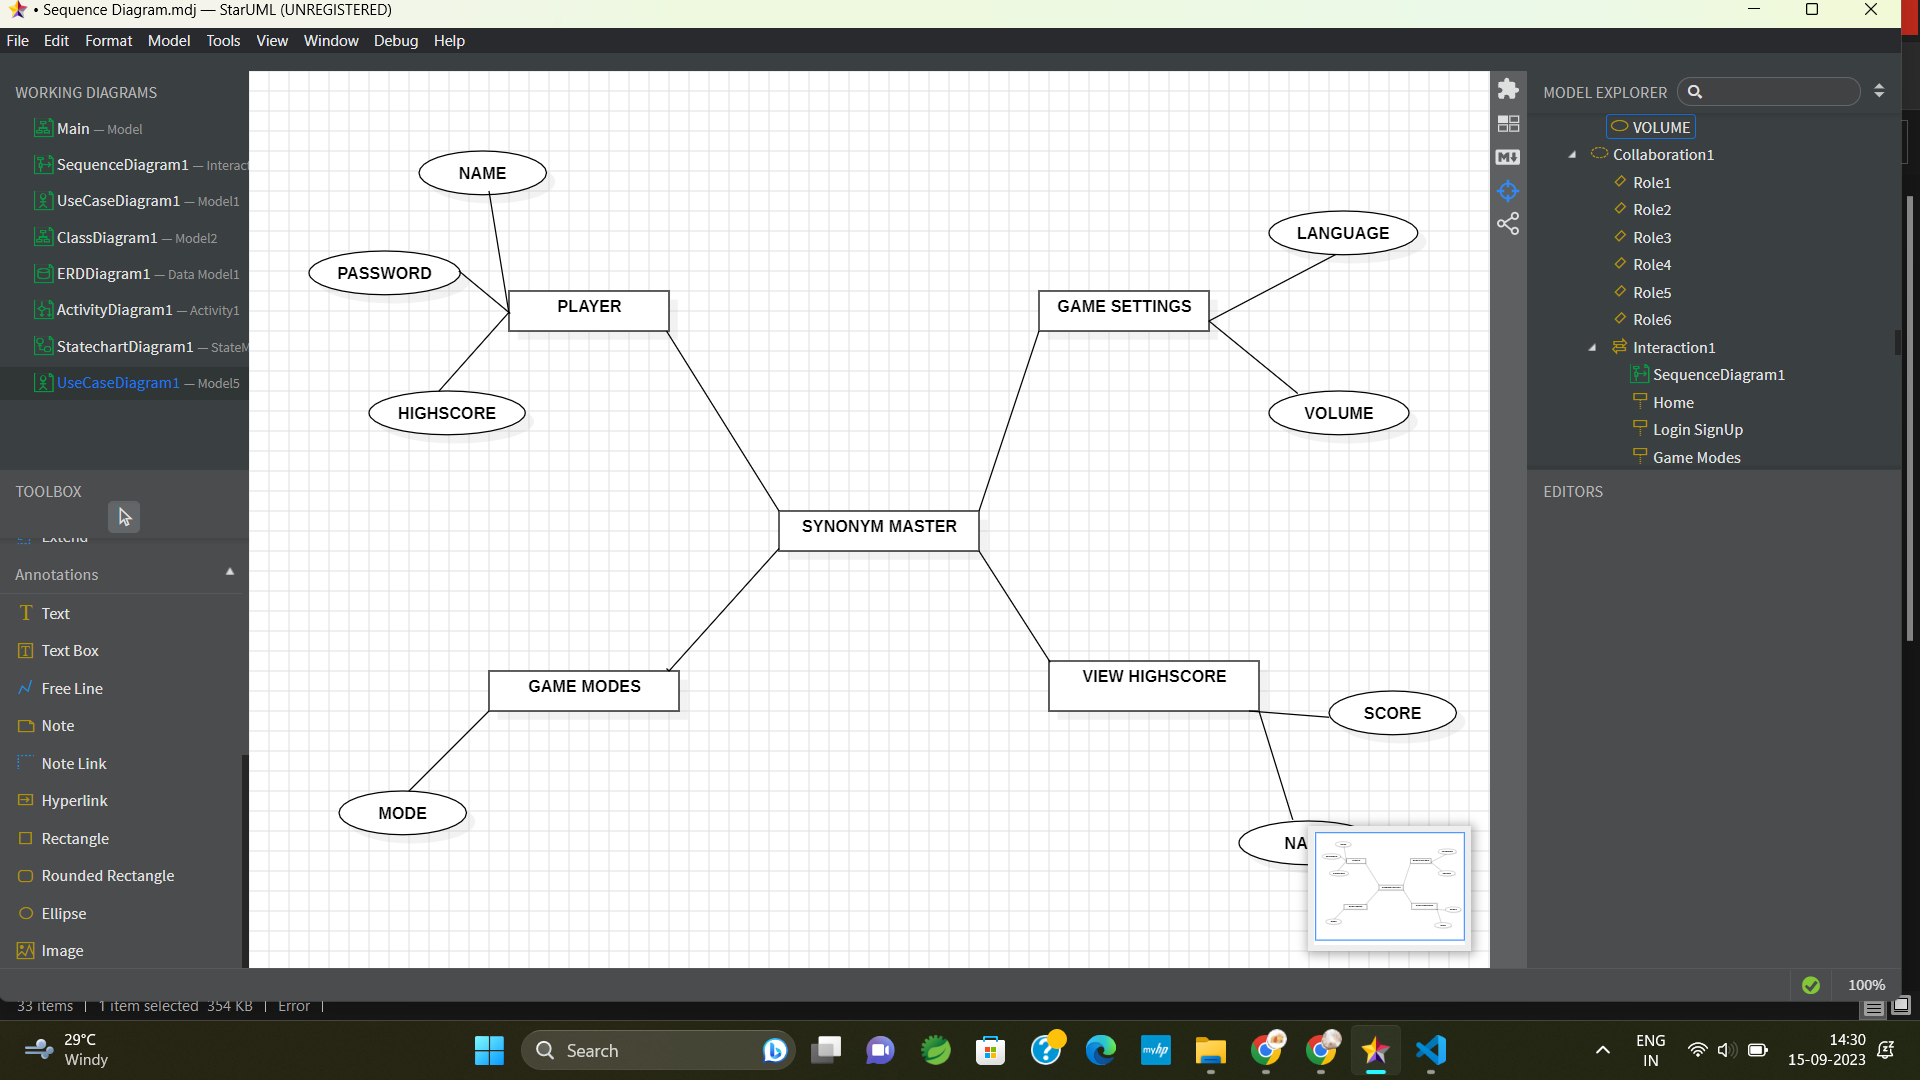 • Sequence Diagram.mdj — StarUML (UNREGISTERED)
File Edit Format Model Tools View Window Debug Help
WORKING DIAGRAMS
Main — Model
SequenceDiagram1 — Interac
UseCaseDiagram1 — Model1
ClassDiagram1 — Model2
ERDDiagram1 — Data Model1
ActivityDiagram1 — Activity1
StatechartDiagram1 — StateM
UseCaseDiagram1 — Model5
TOOLBOX
Extend
Annotations
Text
Text Box
Free Line
Note
Note Link
Hyperlink
Rectangle
Rounded Rectangle
Ellipse
Image
NAME
PASSWORD
PLAYER
HIGHSCORE
LANGUAGE
GAME SETTINGS
VOLUME
SYNONYM MASTER
GAME MODES
MODE
VIEW HIGHSCORE
SCORE
NA
MODEL EXPLORER
VOLUME
Collaboration1
Role1
Role2
Role3
Role4
Role5
Role6
Interaction1
SequenceDiagram1
Home
Login SignUp
Game Modes
EDITORS
100%
33 items | 1 item selected 354 KB | Error |
29°C
Windy
Search
myhp
ENG
IN
14:30
15-09-2023